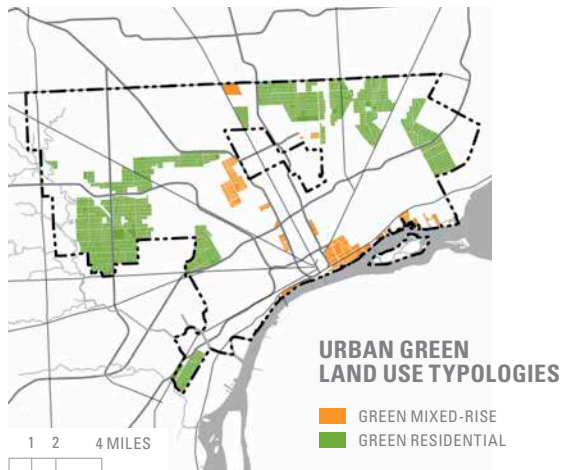 URBAN GREEN
LAND USE TYPOLOGIES
GREEN MIXED-RISE
GREEN RESIDENTIAL
1 2 4 MILES